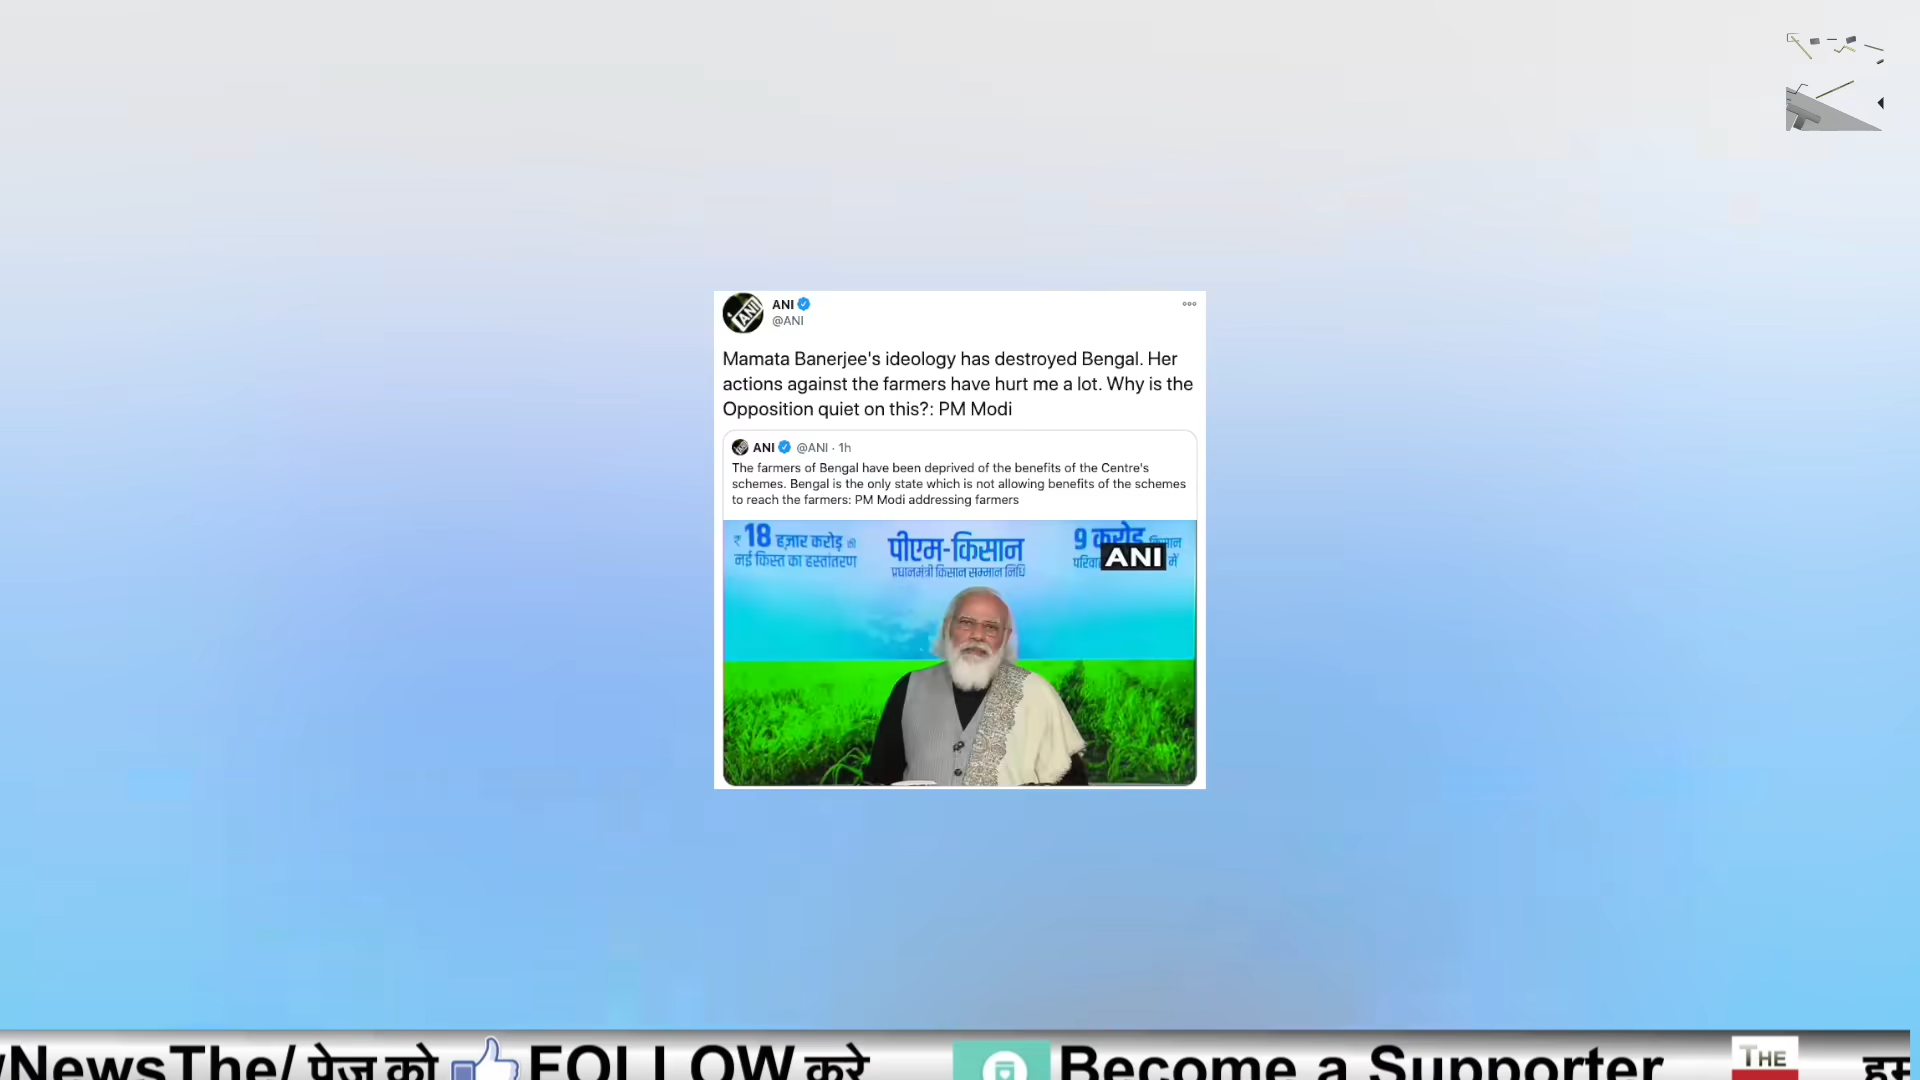 ANI
@ANI
Mamata Banerjee's ideology has destroyed Bengal. Her
actions against the farmers have hurt me a lot. Why is the
Opposition quiet on this?: PM Modi
ANI @ANI · 1h
The farmers of Bengal have been deprived of the benefits of the Centre's
schemes. Bengal is the only state which is not allowing benefits of the schemes
to reach the farmers: PM Modi addressing farmers
₹ 18 हज़ार करोड़ की
नई किस्त का हस्तांतरण
पीएम-किसान
प्रधानमंत्री किसान सम्मान निधि
9 करोड़ किसान
में
ANI
/NewsThe/ पेज को FOLLOW करे
Become a Supporter
THE